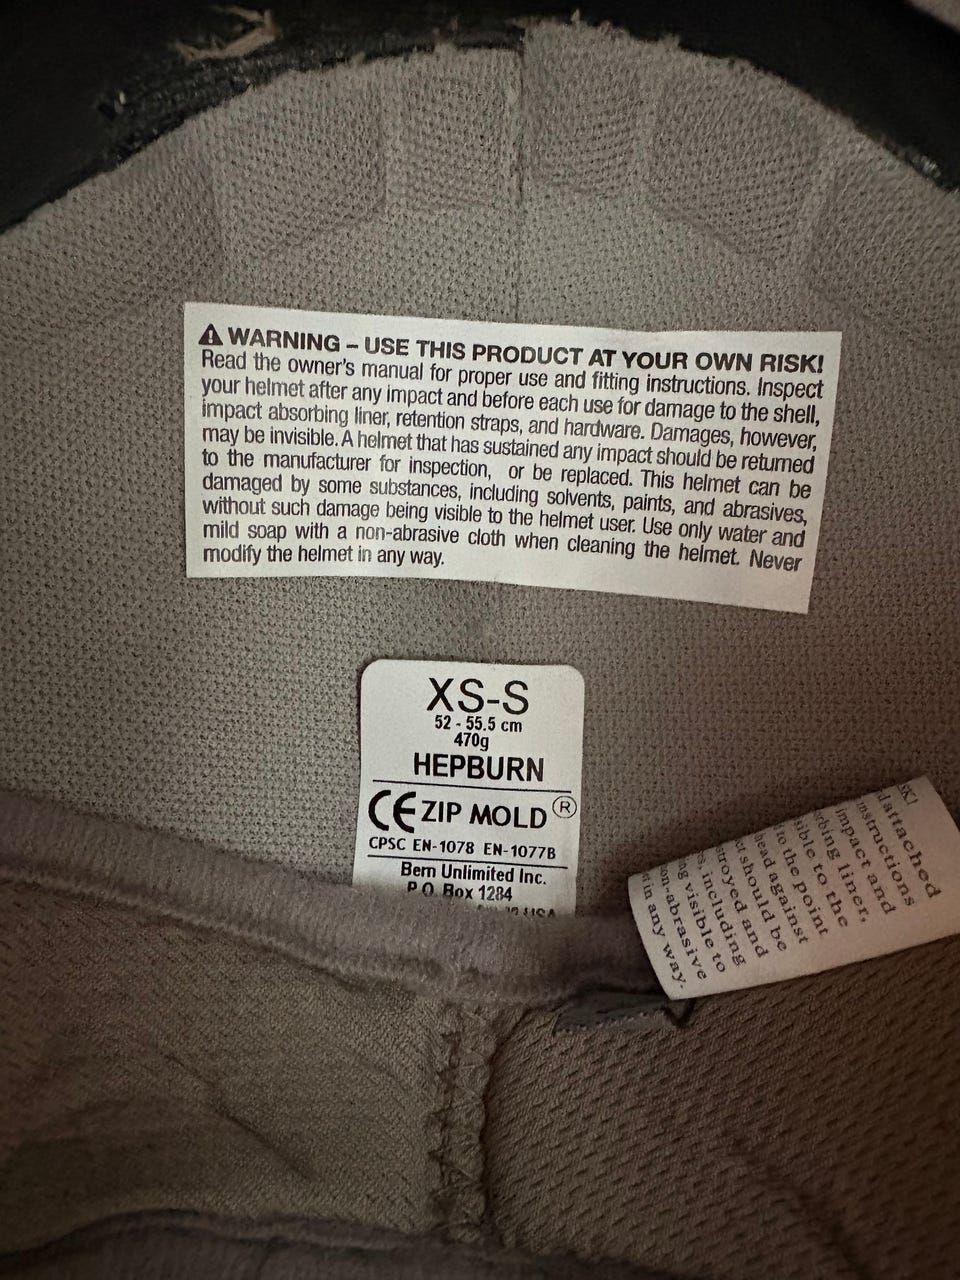 WARNING – USE THIS PRODUCT AT YOUR OWN RISK!
Read the owner's manual for proper use and fitting instructions. Inspect
your helmet after any impact and before each use for damage to the shell,
impact absorbing liner, retention straps, and hardware. Damages, however,
may be invisible. A helmet that has sustained any impact should be returned
to the manufacturer for inspection, or be replaced. This helmet can be
damaged by some substances, including solvents, paints, and abrasives,
without such damage being visible to the helmet user. Use only water and
mild soap with a non-abrasive cloth when cleaning the helmet. Never
modify the helmet in any way.
XS-S
52 - 55.5 cm
470g
HEPBURN
CE ZIP MOLD ®
CPSC EN-1078 EN-1077B
Bern Unlimited Inc.
P.O. Box 1284
USA
attached
instructions
impact and
liner,
to the
to the point
head against
should be
and
including
visible to
in any way.